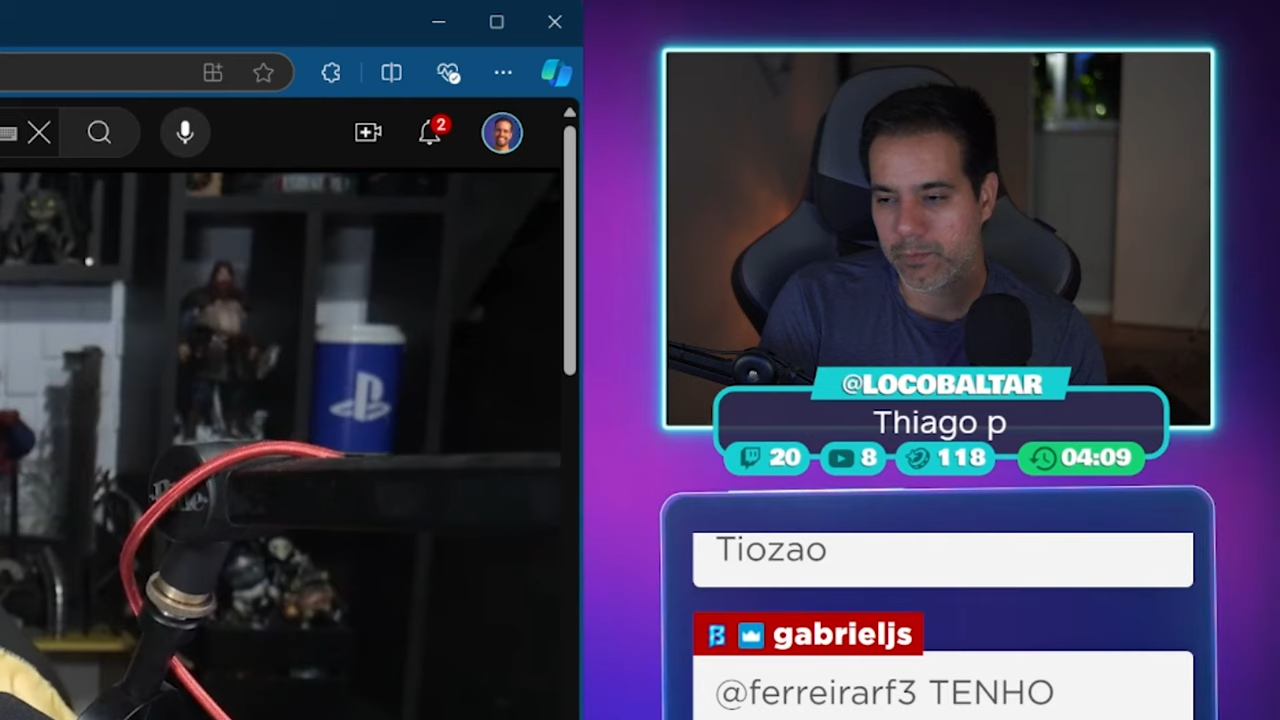 2
@LOCOBALTAR
Thiago p
20
8
118
04:09
Tiozao
gabrieljs
@ferreirarf3 TENHO